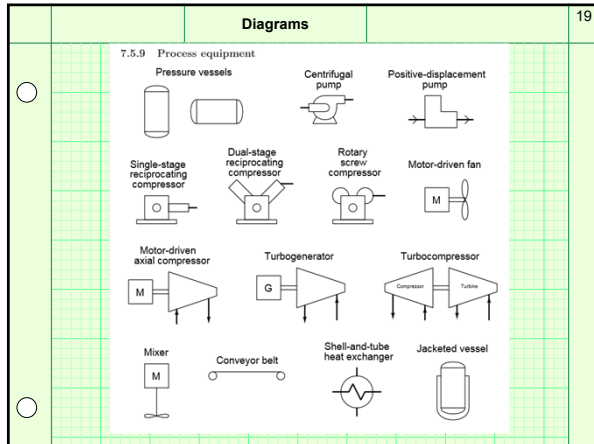 Diagrams
19
7.5.9 Process equipment
Pressure vessels
Centrifugal
pump
Positive-displacement
pump
Single-stage
reciprocating
compressor
Dual-stage
reciprocating
compressor
Rotary
screw
compressor
Motor-driven fan
M
Motor-driven
axial compressor
M
Turbogenerator
G
Turbocompressor
Compressor
Turbine
Mixer
M
Conveyor belt
Shell-and-tube
heat exchanger
Jacketed vessel